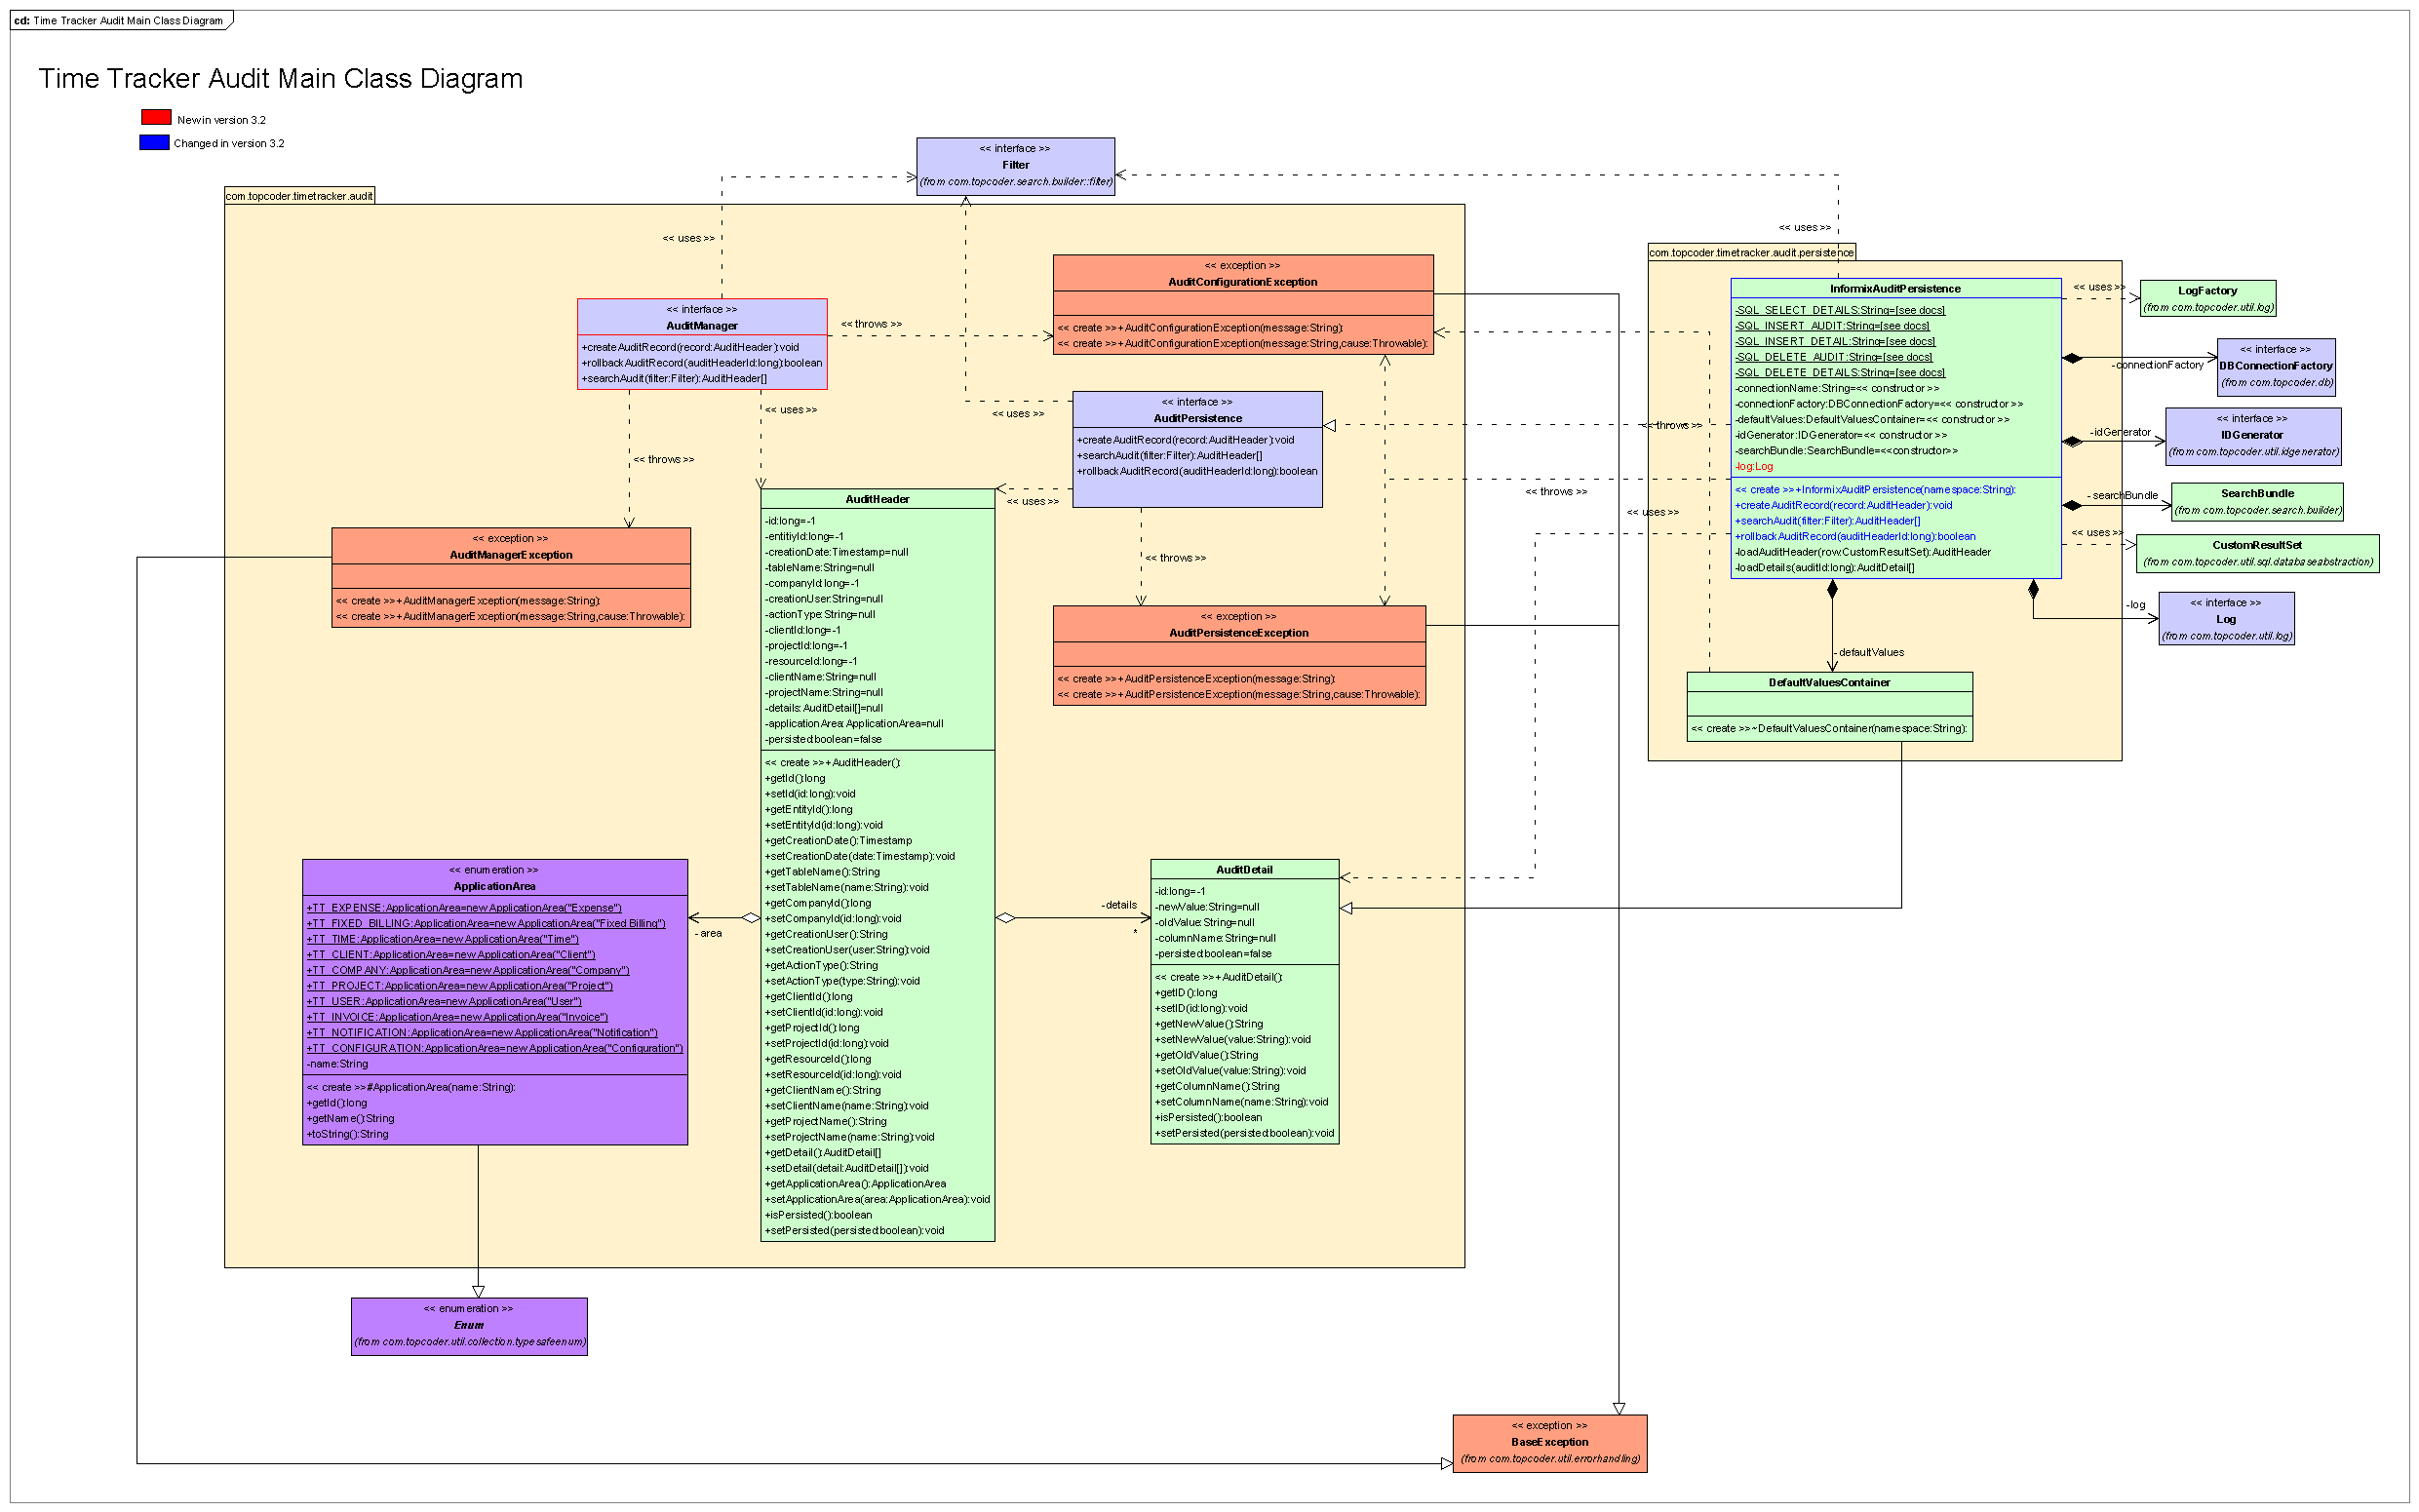 cd: Time Tracker Audit Main Class Diagram
Time Tracker Audit Main Class Diagram
New in version 3.2
Changed in version 3.2
<< interface >>
Filter
(from com.topcoder.search.builder::filter)
com.topcoder.timetracker.audit
<< uses >>
<< interface >>
AuditManager
+createAuditRecord(record:AuditHeader):void
+rollbackAuditRecord(auditHeaderId:long):boolean
+searchAudit(filter:Filter):AuditHeader[]
<< throws >>
<< uses >>
<< throws >>
<< exception >>
AuditConfigurationException
<< create >>+AuditConfigurationException(message:String):
<< create >>+AuditConfigurationException(message:String,cause:Throwable):
<< uses >>
<< interface >>
AuditPersistence
+createAuditRecord(record:AuditHeader):void
+searchAudit(filter:Filter):AuditHeader[]
+rollbackAuditRecord(auditHeaderId:long):boolean
<< uses >>
<< throws >>
<< exception >>
AuditManagerException
<< create >>+AuditManagerException(message:String):
<< create >>+AuditManagerException(message:String,cause:Throwable):
<< exception >>
AuditPersistenceException
<< create >>+AuditPersistenceException(message:String):
<< create >>+AuditPersistenceException(message:String,cause:Throwable):
AuditHeader
-id:long=-1
-entitiyId:long=-1
-creationDate:Timestamp=null
-tableName:String=null
-companyId:long=-1
-creationUser:String=null
-actionType:String=null
-clientId:long=-1
-projectId:long=-1
-resourceId:long=-1
-clientName:String=null
-projectName:String=null
-details:AuditDetail[]=null
-applicationArea:ApplicationArea=null
-persisted:boolean=false
<< create >>+AuditHeader():
+getId():long
+setId(id:long):void
+getEntityId():long
+setEntityId(id:long):void
+getCreationDate():Timestamp
+setCreationDate(date:Timestamp):void
+getTableName():String
+setTableName(name:String):void
+getCompanyId():long
+setCompanyId(id:long):void
+getCreationUser():String
+setCreationUser(user:String):void
+getActionType():String
+setActionType(type:String):void
+getClientId():long
+setClientId(id:long):void
+getProjectId():long
+setProjectId(id:long):void
+getResourceId():long
+setResourceId(id:long):void
+getClientName():String
+setClientName(name:String):void
+getProjectName():String
+setProjectName(name:String):void
+getDetail():AuditDetail[]
+setDetail(detail:AuditDetail[]):void
+getApplicationArea():ApplicationArea
+setApplicationArea(area:ApplicationArea):void
+isPersisted():boolean
+setPersisted(persisted:boolean):void
<< enumeration >>
ApplicationArea
+TT_EXPENSE:ApplicationArea=new ApplicationArea("Expense")
+TT_FIXED_BILLING:ApplicationArea=new ApplicationArea("Fixed Billing")
+TT_TIME:ApplicationArea=new ApplicationArea("Time")
+TT_CLIENT:ApplicationArea=new ApplicationArea("Client")
+TT_COMPANY:ApplicationArea=new ApplicationArea("Company")
+TT_PROJECT:ApplicationArea=new ApplicationArea("Project")
+TT_USER:ApplicationArea=new ApplicationArea("User")
+TT_INVOICE:ApplicationArea=new ApplicationArea("Invoice")
+TT_NOTIFICATION:ApplicationArea=new ApplicationArea("Notification")
+TT_CONFIGURATION:ApplicationArea=new ApplicationArea("Configuration")
-name:String
<< create >>#ApplicationArea(name:String):
+getId():long
+getName():String
+toString():String
-area
-details
*
AuditDetail
-id:long=-1
-newValue:String=null
-oldValue:String=null
-columnName:String=null
-persisted:boolean=false
<< create >>+AuditDetail():
+getID():long
+setID(id:long):void
+getNewValue():String
+setNewValue(value:String):void
+getOldValue():String
+setOldValue(value:String):void
+getColumnName():String
+setColumnName(name:String):void
+isPersisted():boolean
+setPersisted(persisted:boolean):void
<< enumeration >>
Enum
(from com.topcoder.util.collection.typesafeenum)
<< exception >>
BaseException
(from com.topcoder.util.errorhandling)
<< uses >>
com.topcoder.timetracker.audit.persistence
InformixAuditPersistence
-SQL_SELECT_DETAILS:String=[see docs]
-SQL_INSERT_AUDIT:String=[see docs]
-SQL_INSERT_DETAIL:String=[see docs]
-SQL_DELETE_AUDIT:String=[see docs]
-SQL_DELETE_DETAILS:String=[see docs]
-connectionName:String=<< constructor >>
-connectionFactory:DBConnectionFactory=<< constructor >>
-defaultValues:DefaultValuesContainer=<< constructor >>
-idGenerator:IDGenerator=<< constructor >>
-searchBundle:SearchBundle=<<constructor>>
-log:Log
<< create >>+InformixAuditPersistence(namespace:String):
+createAuditRecord(record:AuditHeader):void
+searchAudit(filter:Filter):AuditHeader[]
+rollbackAuditRecord(auditHeaderId:long):boolean
-loadAuditHeader(row:CustomResultSet):AuditHeader
-loadDetails(auditId:long):AuditDetail[]
<< throws >>
<< throws >>
<< uses >>
-defaultValues
DefaultValuesContainer
<< create >>~DefaultValuesContainer(namespace:String):
<< uses >>
LogFactory
(from com.topcoder.util.log)
-connectionFactory
<< interface >>
DBConnectionFactory
(from com.topcoder.db)
-idGenerator
<< interface >>
IDGenerator
(from com.topcoder.util.idgenerator)
-searchBundle
SearchBundle
(from com.topcoder.search.builder)
<< uses >>
CustomResultSet
(from com.topcoder.util.sql.databaseabstraction)
-log
<< interface >>
Log
(from com.topcoder.util.log)